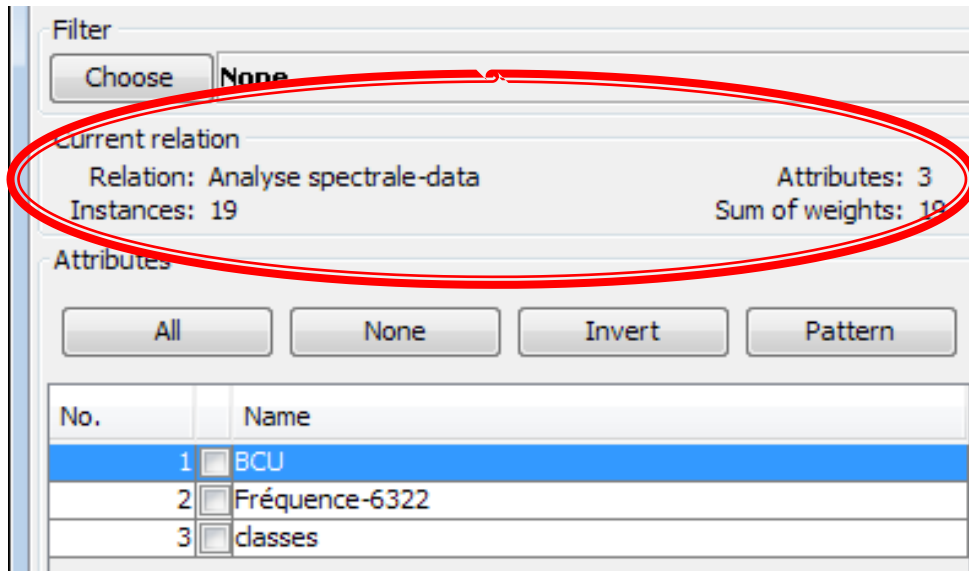 Filter
Choose None
Current relation
Relation: Analyse spectrale-data Attributes: 3
Instances: 19 Sum of weights: 19
Attributes
All None Invert Pattern
No. Name
1 BCU
2 Fréquence-6322
3 classes